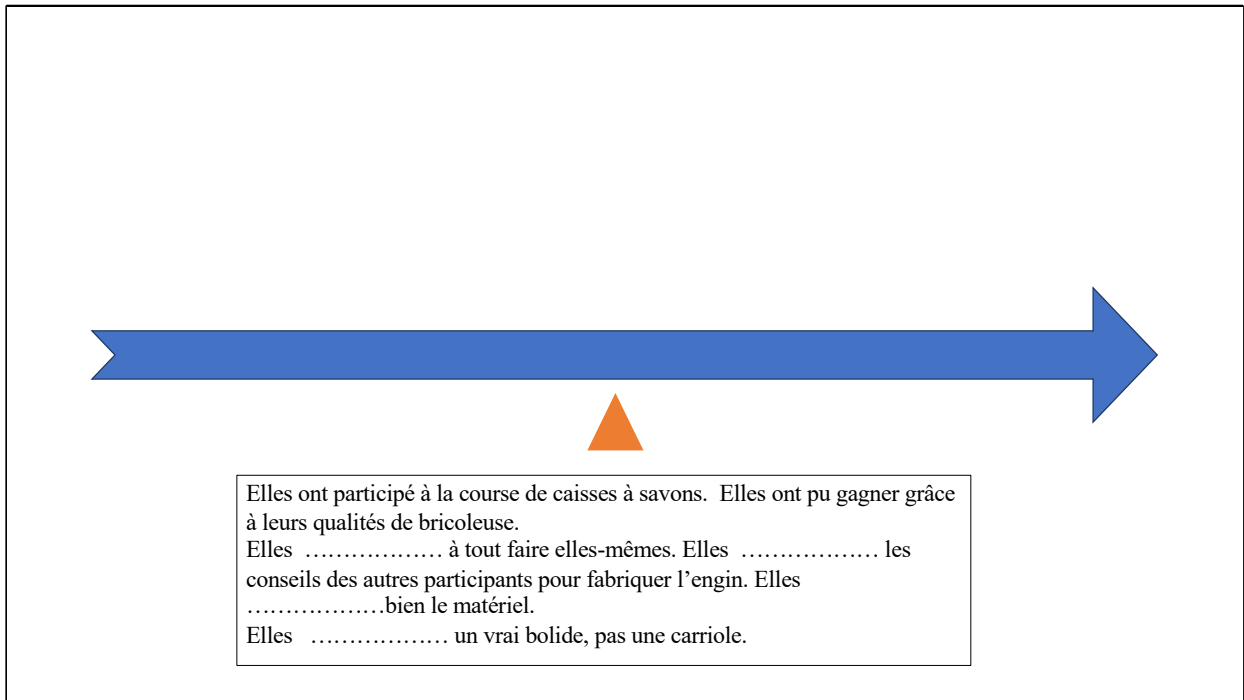 Elles ont participé à la course de caisses à savons.  Elles ont pu gagner grâce
à leurs qualités de bricoleuse.
Elles  ……………… à tout faire elles-mêmes. Elles  ……………… les
conseils des autres participants pour fabriquer l’engin. Elles
………………bien le matériel.
Elles   ……………… un vrai bolide, pas une carriole.